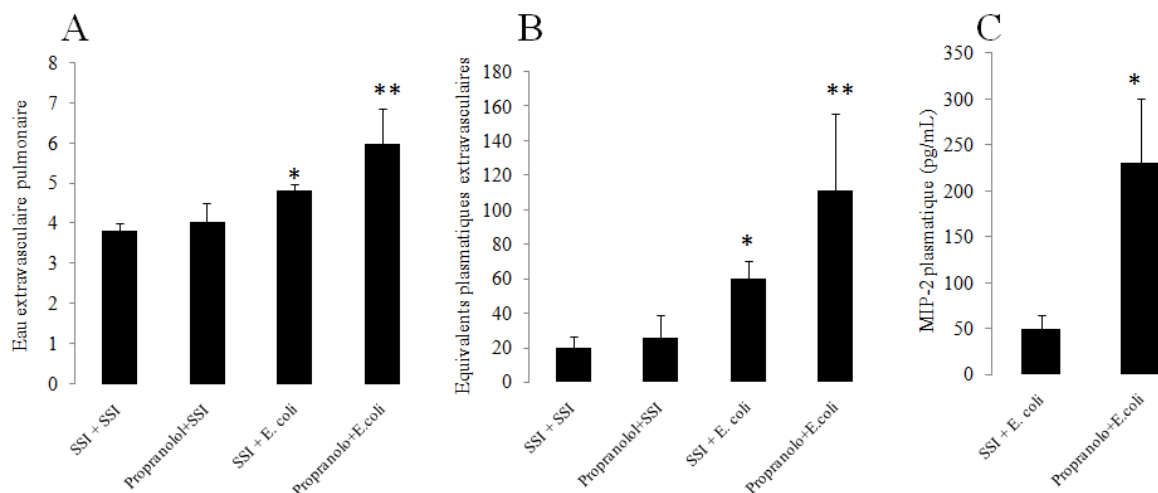 A
Eau extravasculaire pulmonaire
8
7
6
5
4
3
2
1
0
*
**
SSI + SSI
Propranolol+SSI
SSI + E. coli
Propranolo+E.coli
B
Equivalents plasmatiques extravasculaires
180
160
140
120
100
80
60
40
20
0
*
**
SSI + SSI
Propranolol+SSI
SSI + E. coli
Propranolo+E.coli
C
MIP-2 plasmatique (pg/mL)
350
300
250
200
150
100
50
0
*
SSI + E. coli
Propranolo+E.coli